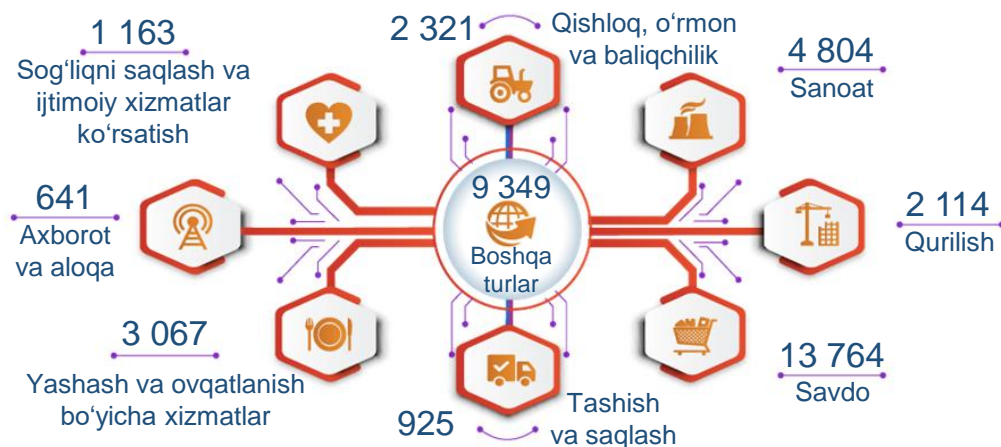 1 163
Sog‘liqni saqlash va
ijtimoiy xizmatlar
ko‘rsatish
2 321
Qishloq, o‘rmon
va baliqchilik
4 804
Sanoat
641
Axborot
va aloqa
9 349
Boshqa
turlar
2 114
Qurilish
3 067
Yashash va ovqatlanish
bo‘yicha xizmatlar
925
Tashish
va saqlash
13 764
Savdo